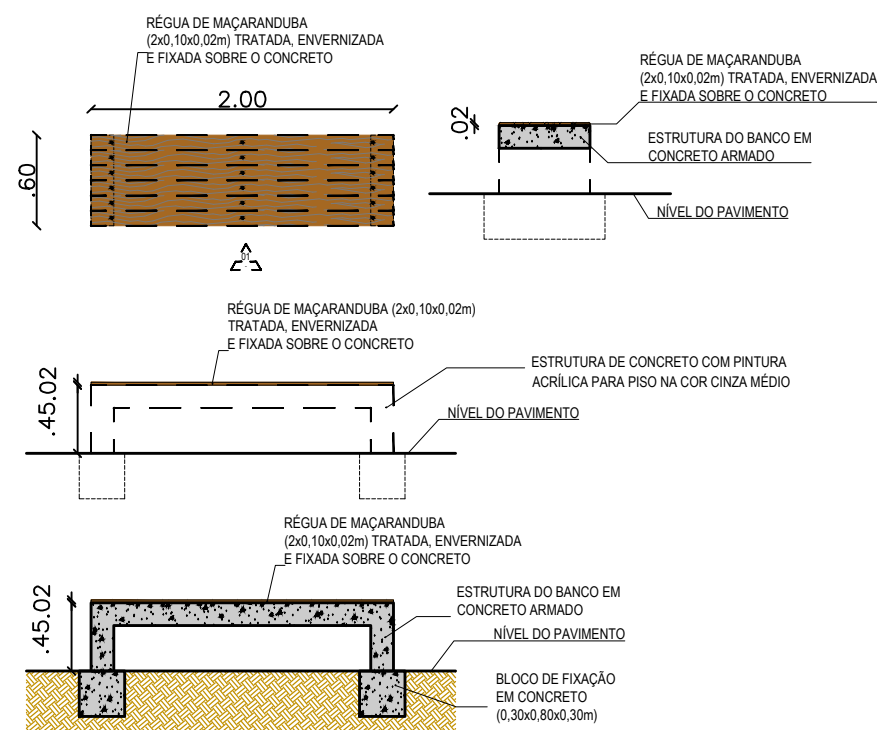 RÉGUA DE MAÇARANDUBA
(2x0,10x0,02m) TRATADA, ENVERNIZADA
E FIXADA SOBRE O CONCRETO
2.00
.60
01
RÉGUA DE MAÇARANDUBA
(2x0,10x0,02m) TRATADA, ENVERNIZADA
E FIXADA SOBRE O CONCRETO
.02
ESTRUTURA DO BANCO EM
CONCRETO ARMADO
NÍVEL DO PAVIMENTO
RÉGUA DE MAÇARANDUBA (2x0,10x0,02m)
TRATADA, ENVERNIZADA
E FIXADA SOBRE O CONCRETO
ESTRUTURA DE CONCRETO COM PINTURA
ACRÍLICA PARA PISO NA COR CINZA MÉDIO
.45.02
NÍVEL DO PAVIMENTO
RÉGUA DE MAÇARANDUBA
(2x0,10x0,02m) TRATADA, ENVERNIZADA
E FIXADA SOBRE O CONCRETO
.45.02
ESTRUTURA DO BANCO EM
CONCRETO ARMADO
NÍVEL DO PAVIMENTO
BLOCO DE FIXAÇÃO
EM CONCRETO
(0,30x0,80x0,30m)